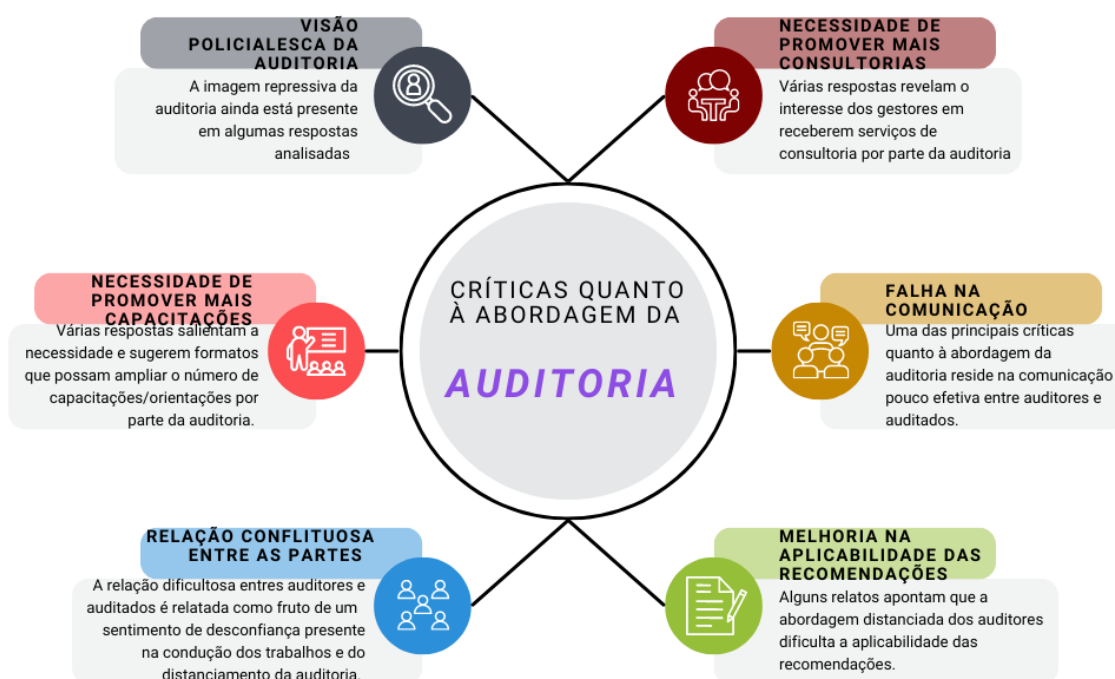 VISÃO
POLICIALESCA DA
AUDITORIA
A imagem repressiva da
auditoria ainda está presente
em algumas respostas
analisadas
NECESSIDADE DE
PROMOVER MAIS
CONSULTORIAS
Várias respostas revelam o
interesse dos gestores em
receberem serviços de
consultoria por parte da auditoria
CRÍTICAS QUANTO
À ABORDAGEM DA
AUDITORIA
NECESSIDADE DE
PROMOVER MAIS
CAPACITAÇÕES
Várias respostas salientam a
necessidade e sugerem formatos
que possam ampliar o número de
capacitações/orientações por
parte da auditoria.
FALHA NA
COMUNICAÇÃO
Uma das principais críticas
quanto à abordagem da
auditoria reside na comunicação
pouco efetiva entre auditores e
auditados.
RELAÇÃO CONFLITUOSA
ENTRE AS PARTES
A relação dificultosa entres auditores e
auditados é relatada como fruto de um
sentimento de desconfiança presente
na condução dos trabalhos e do
distanciamento da auditoria.
MELHORIA NA
APLICABILIDADE DAS
RECOMENDAÇÕES
Alguns relatos apontam que a
abordagem distanciada dos auditores
dificulta a aplicabilidade das
recomendações.